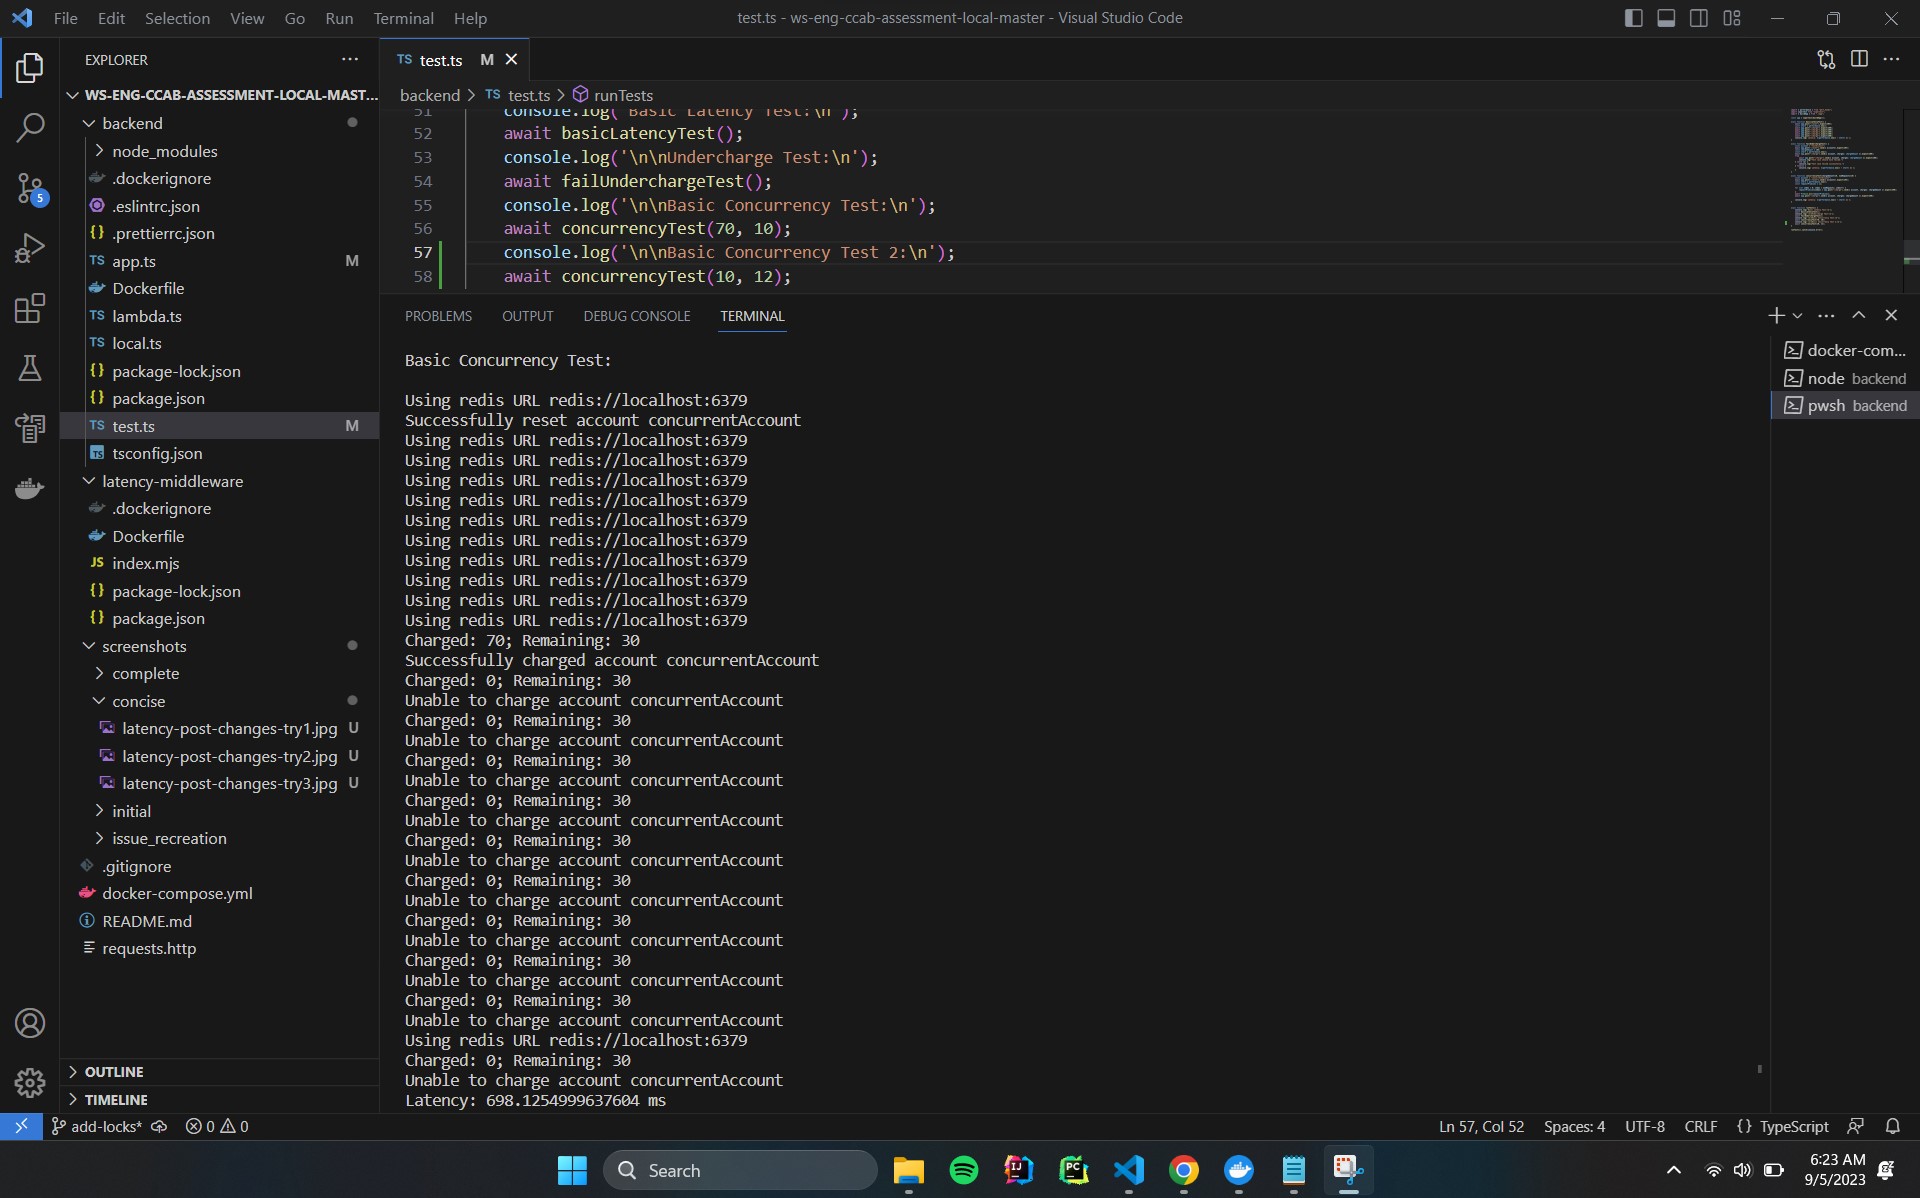 File Edit Selection View Go Run Terminal Help
test.ts - ws-eng-ccab-assessment-local-master - Visual Studio Code
EXPLORER
WS-ENG-CCAB-ASSESSMENT-LOCAL-MAST...
backend
node_modules
.dockerignore
.eslintrc.json
.prettierrc.json
TS app.ts M
Dockerfile
TS lambda.ts
TS local.ts
{} package-lock.json
{} package.json
TS test.ts M
TS tsconfig.json
latency-middleware
.dockerignore
Dockerfile
JS index.mjs
{} package-lock.json
{} package.json
screenshots
complete
concise
latency-post-changes-try1.jpg U
latency-post-changes-try2.jpg U
latency-post-changes-try3.jpg U
initial
issue_recreation
.gitignore
docker-compose.yml
README.md
requests.http
OUTLINE
TIMELINE
5
TS test.ts M
backend > TS test.ts > runTests
51 console.log('Basic Latency Test:\n');
52 await basicLatencyTest();
53 console.log('\n\nUndercharge Test:\n');
54 await failUnderchargeTest();
55 console.log('\n\nBasic Concurrency Test:\n');
56 await concurrencyTest(70, 10);
57 console.log('\n\nBasic Concurrency Test 2:\n');
58 await concurrencyTest(10, 12);
PROBLEMS OUTPUT DEBUG CONSOLE TERMINAL
Basic Concurrency Test:
Using redis URL redis://localhost:6379
Successfully reset account concurrentAccount
Using redis URL redis://localhost:6379
Using redis URL redis://localhost:6379
Using redis URL redis://localhost:6379
Using redis URL redis://localhost:6379
Using redis URL redis://localhost:6379
Using redis URL redis://localhost:6379
Using redis URL redis://localhost:6379
Using redis URL redis://localhost:6379
Using redis URL redis://localhost:6379
Using redis URL redis://localhost:6379
Charged: 70; Remaining: 30
Successfully charged account concurrentAccount
Charged: 0; Remaining: 30
Unable to charge account concurrentAccount
Charged: 0; Remaining: 30
Unable to charge account concurrentAccount
Charged: 0; Remaining: 30
Unable to charge account concurrentAccount
Charged: 0; Remaining: 30
Unable to charge account concurrentAccount
Charged: 0; Remaining: 30
Unable to charge account concurrentAccount
Charged: 0; Remaining: 30
Unable to charge account concurrentAccount
Charged: 0; Remaining: 30
Unable to charge account concurrentAccount
Charged: 0; Remaining: 30
Unable to charge account concurrentAccount
Charged: 0; Remaining: 30
Unable to charge account concurrentAccount
Using redis URL redis://localhost:6379
Charged: 0; Remaining: 30
Unable to charge account concurrentAccount
Latency: 698.1254999637604 ms
docker-com...
node backend
pwsh backend
add-locks* 0 0
Ln 57, Col 52 Spaces: 4 UTF-8 CRLF {} TypeScript
Search
IJ
PC
6:23 AM
9/5/2023